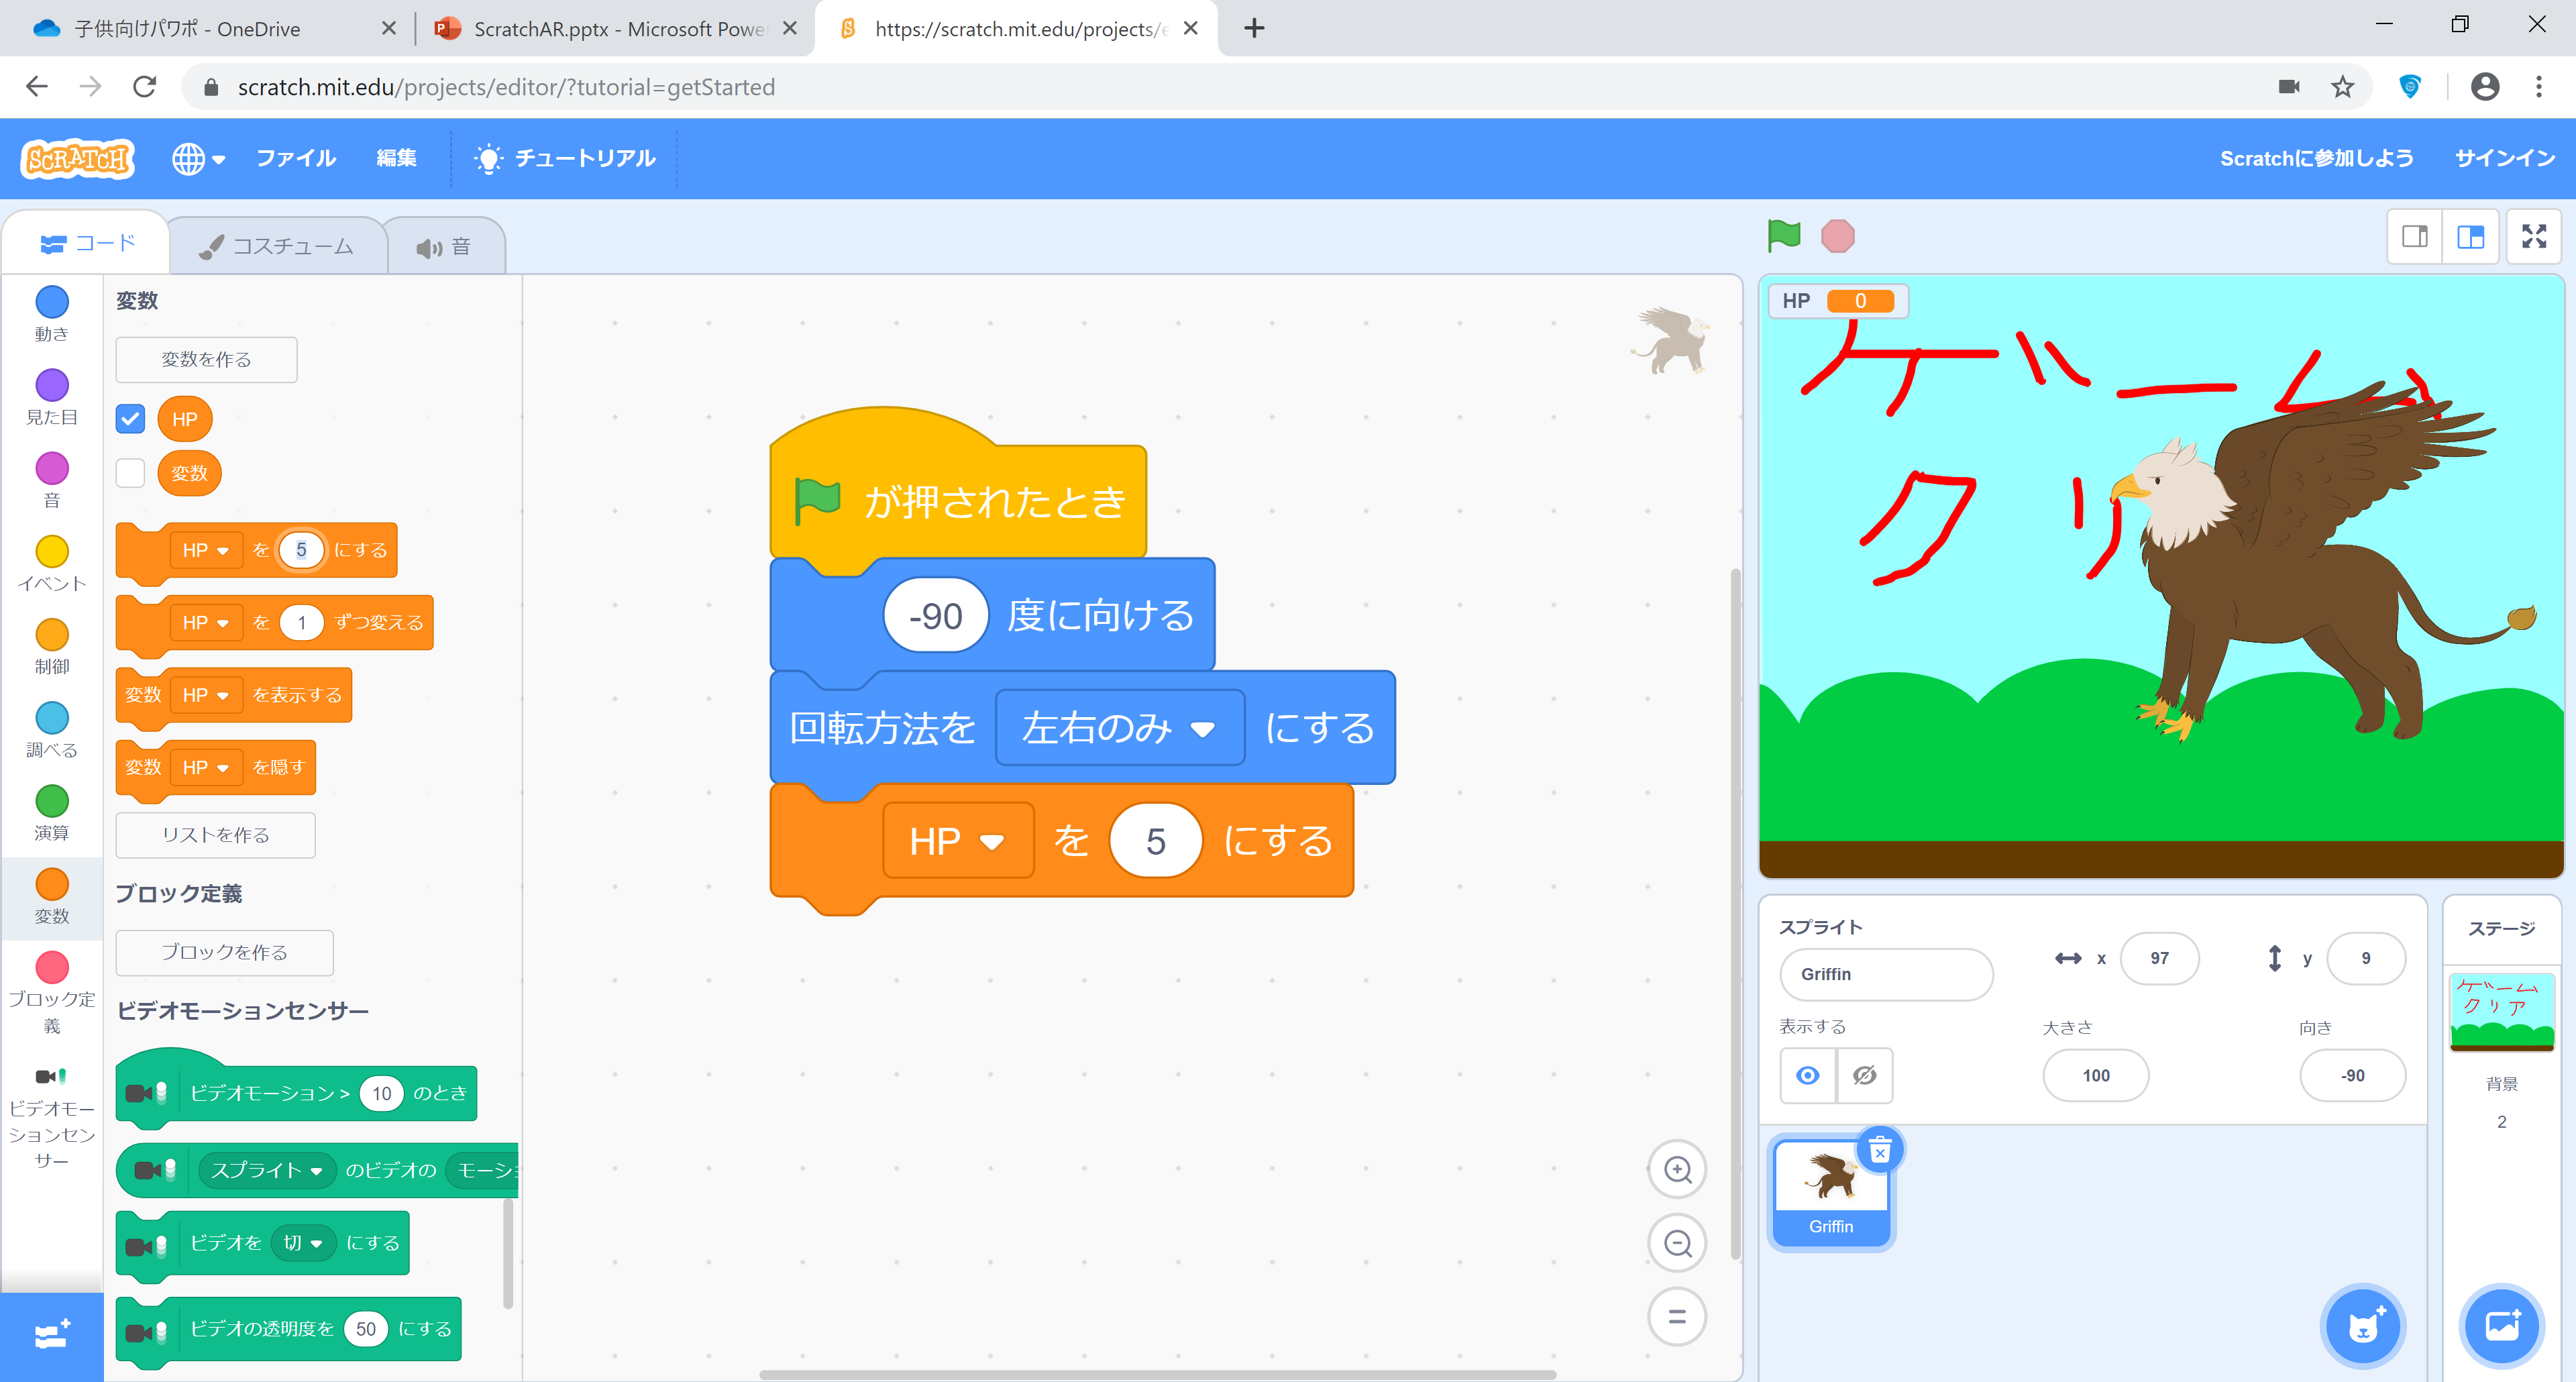 子供向けパワポ - OneDrive
ScratchAR.pptx - Microsoft Powe
https://scratch.mit.edu/projects/e
scratch.mit.edu/projects/editor/?tutorial=getStarted
SCRATCH
ファイル
編集
チュートリアル
Scratchに参加しよう
サインイン
コード
コスチューム
音
動き
見た目
音
イベント
制御
調べる
演算
変数
ブロック定
義
ビデオモー
ションセン
サー
変数
変数を作る
HP
変数
HP を 5 にする
HP を 1 ずつ変える
変数 HP を表示する
変数 HP を隠す
リストを作る
ブロック定義
ブロックを作る
ビデオモーションセンサー
ビデオモーション > 10 のとき
スプライト のビデオの モーシ
ビデオを 切 にする
ビデオの透明度を 50 にする
が押されたとき
-90 度に向ける
回転方法を 左右のみ にする
HP を 5 にする
HP 0
ゲーム
クリ
スプライト
Griffin
x 97
y 9
表示する
大きさ
100
向き
-90
Griffin
ステージ
ゲーム
クリア
背景
2